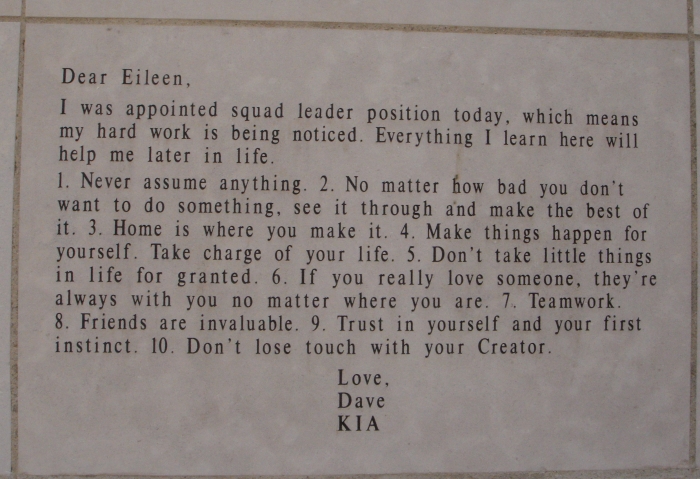 Dear Eileen,
I was appointed squad leader position today, which means
my hard work is being noticed. Everything I learn here will
help me later in life.
1. Never assume anything. 2. No matter how bad you don't
want to do something, see it through and make the best of
it. 3. Home is where you make it. 4. Make things happen for
yourself. Take charge of your life. 5. Don't take little things
in life for granted. 6. If you really love someone, they're
always with you no matter where you are. 7. Teamwork.
8. Friends are invaluable. 9. Trust in yourself and your first
instinct. 10. Don't lose touch with your Creator.
Love,
Dave
KIA